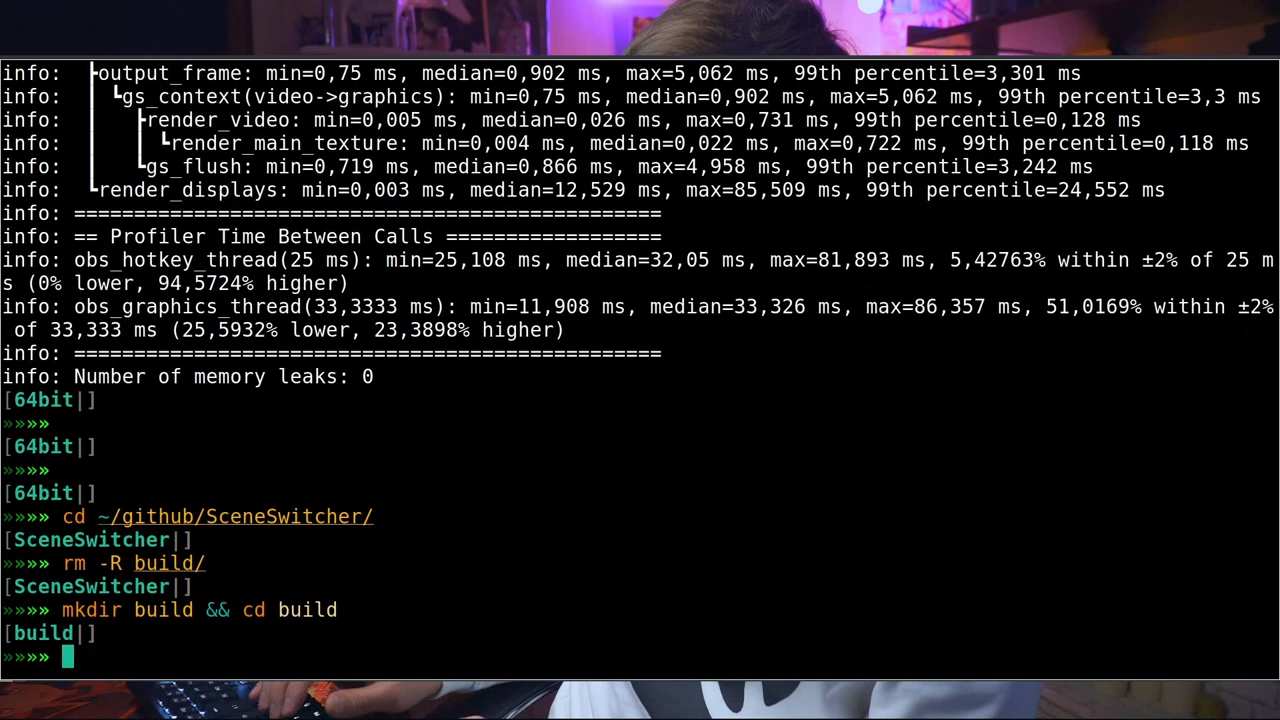 info:  ┣output_frame: min=0,75 ms, median=0,902 ms, max=5,062 ms, 99th percentile=3,301 ms
info:  ┃ ┗gs_context(video->graphics): min=0,75 ms, median=0,902 ms, max=5,062 ms, 99th percentile=3,3 ms
info:  ┃   ┣render_video: min=0,005 ms, median=0,026 ms, max=0,731 ms, 99th percentile=0,128 ms
info:  ┃   ┃ ┗render_main_texture: min=0,004 ms, median=0,022 ms, max=0,722 ms, 99th percentile=0,118 ms
info:  ┃   ┗gs_flush: min=0,719 ms, median=0,866 ms, max=4,958 ms, 99th percentile=3,242 ms
info:  ┗render_displays: min=0,003 ms, median=12,529 ms, max=85,509 ms, 99th percentile=24,552 ms
info: =================================================
info: == Profiler Time Between Calls ==================
info: obs_hotkey_thread(25 ms): min=25,108 ms, median=32,05 ms, max=81,893 ms, 5,42763% within ±2% of 25 m
s (0% lower, 94,5724% higher)
info: obs_graphics_thread(33,3333 ms): min=11,908 ms, median=33,326 ms, max=86,357 ms, 51,0169% within ±2%
 of 33,333 ms (25,5932% lower, 23,3898% higher)
info: =================================================
info: Number of memory leaks: 0
[64bit|]
»»»»
[64bit|]
»»»»
[64bit|]
»»»» cd ~/github/SceneSwitcher/
[SceneSwitcher|]
»»»» rm -R build/
[SceneSwitcher|]
»»»» mkdir build && cd build
[build|]
»»»»